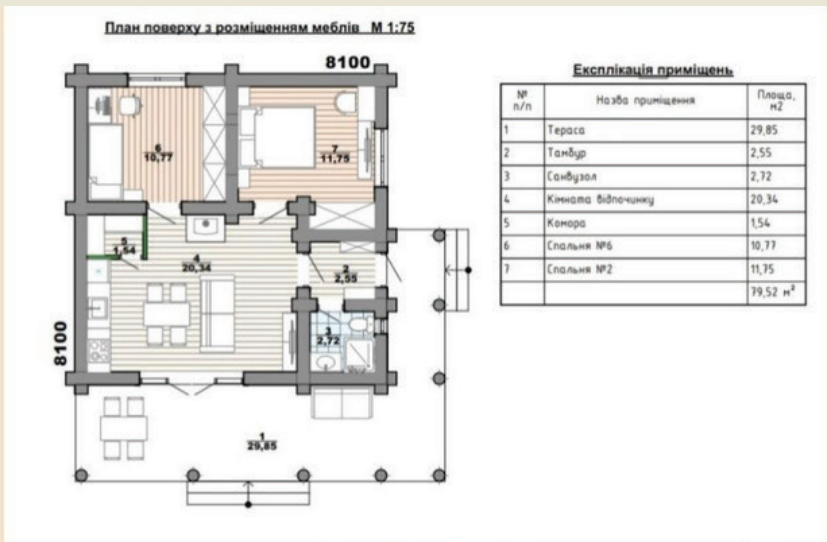 План поверху з розміщенням меблів М 1:75
8100
6
10,77
7
11,75
5
1,54
4
20,34
2
2,55
3
2,72
8100
1
29,85
Експлікація приміщень
№ п/п Назва приміщення Площа, м2
1 Тераса 29,85
2 Тамбур 2,55
3 Санвузол 2,72
4 Кімната відпочинку 20,34
5 Комора 1,54
6 Спальня №6 10,77
7 Спальня №2 11,75
79,52 м²